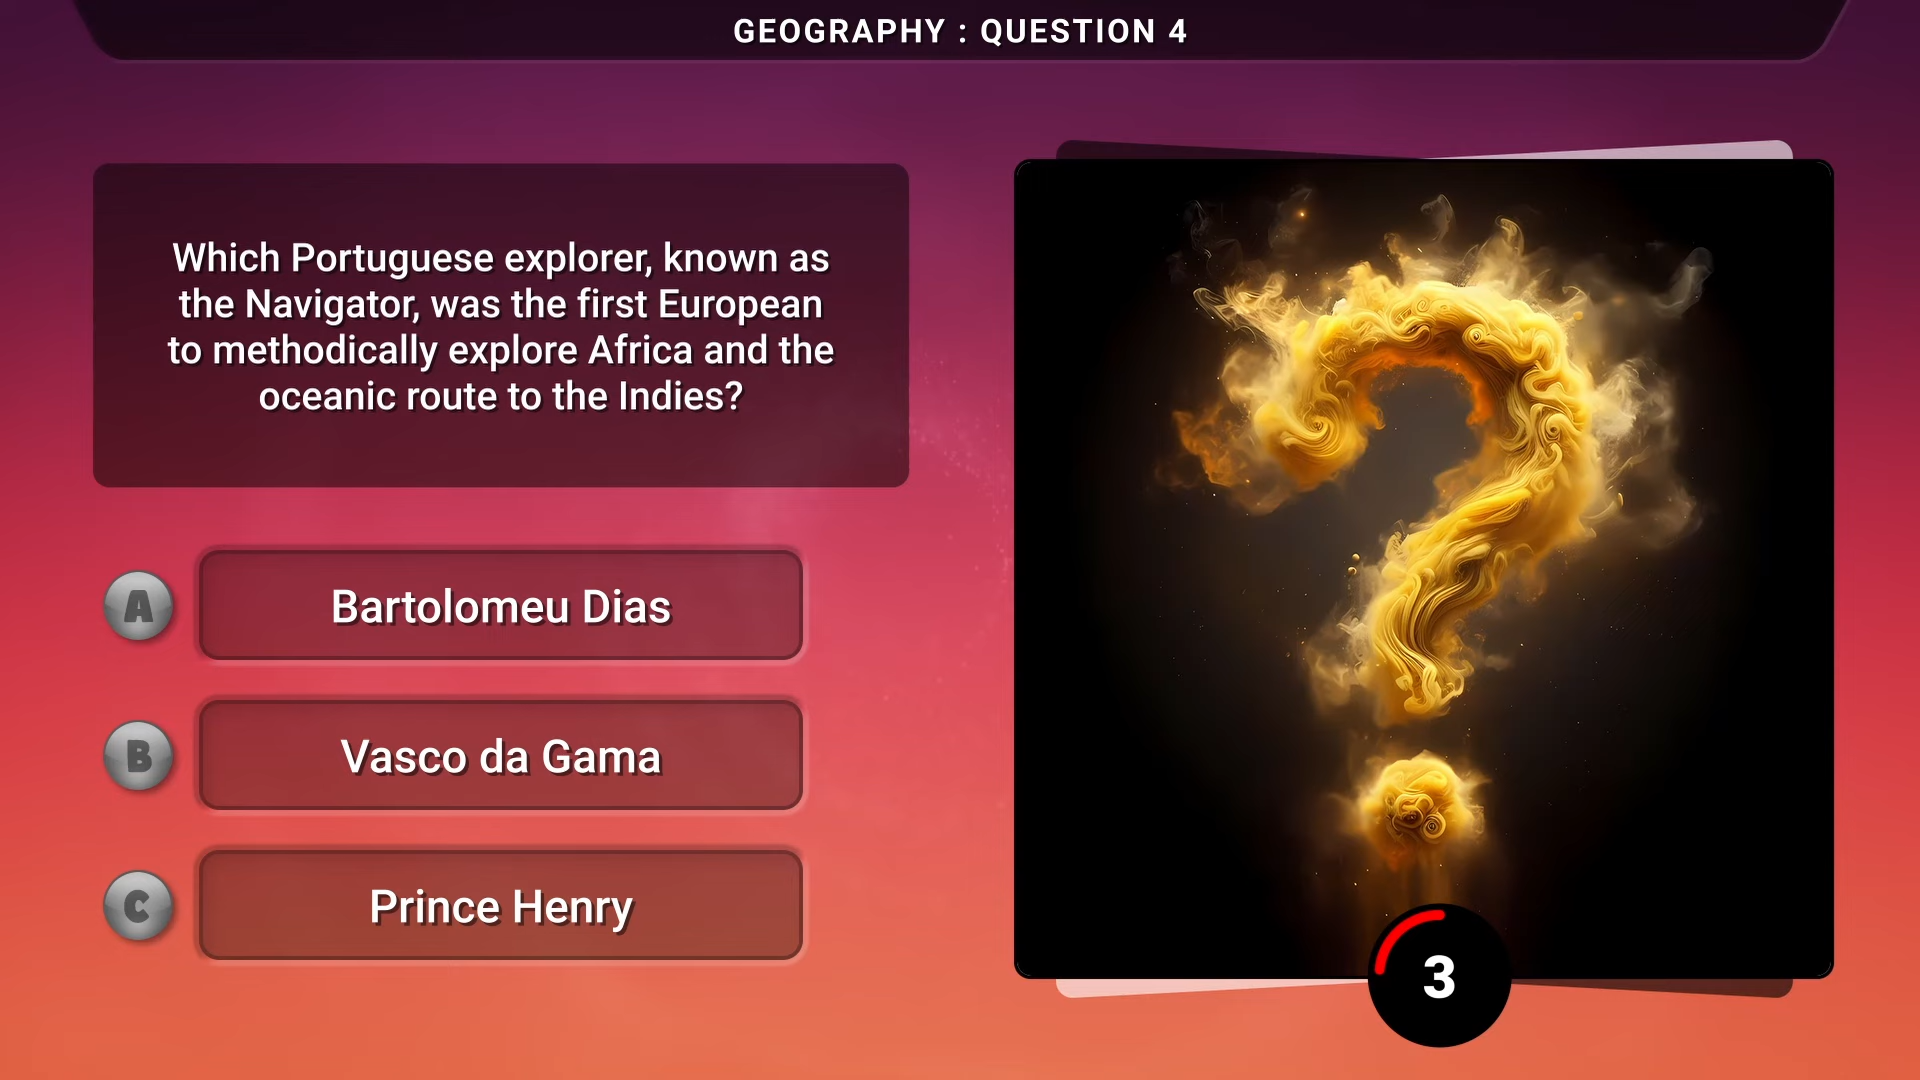 GEOGRAPHY : QUESTION 4
Which Portuguese explorer, known as
the Navigator, was the first European
to methodically explore Africa and the
oceanic route to the Indies?
A
Bartolomeu Dias
B
Vasco da Gama
C
Prince Henry
3